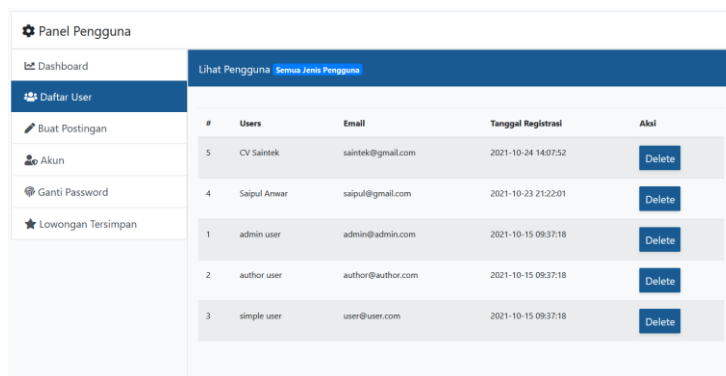 Panel Pengguna
Dashboard
Daftar User
Buat Postingan
Akun
Ganti Password
Lowongan Tersimpan
Lihat Pengguna Semua Jenis Pengguna
# Users Email Tanggal Registrasi Aksi
5 CV Saintek saintek@gmail.com 2021-10-24 14:07:52 Delete
4 Saipul Anwar saipul@gmail.com 2021-10-23 21:22:01 Delete
1 admin user admin@admin.com 2021-10-15 09:37:18 Delete
2 author user author@author.com 2021-10-15 09:37:18 Delete
3 simple user user@user.com 2021-10-15 09:37:18 Delete